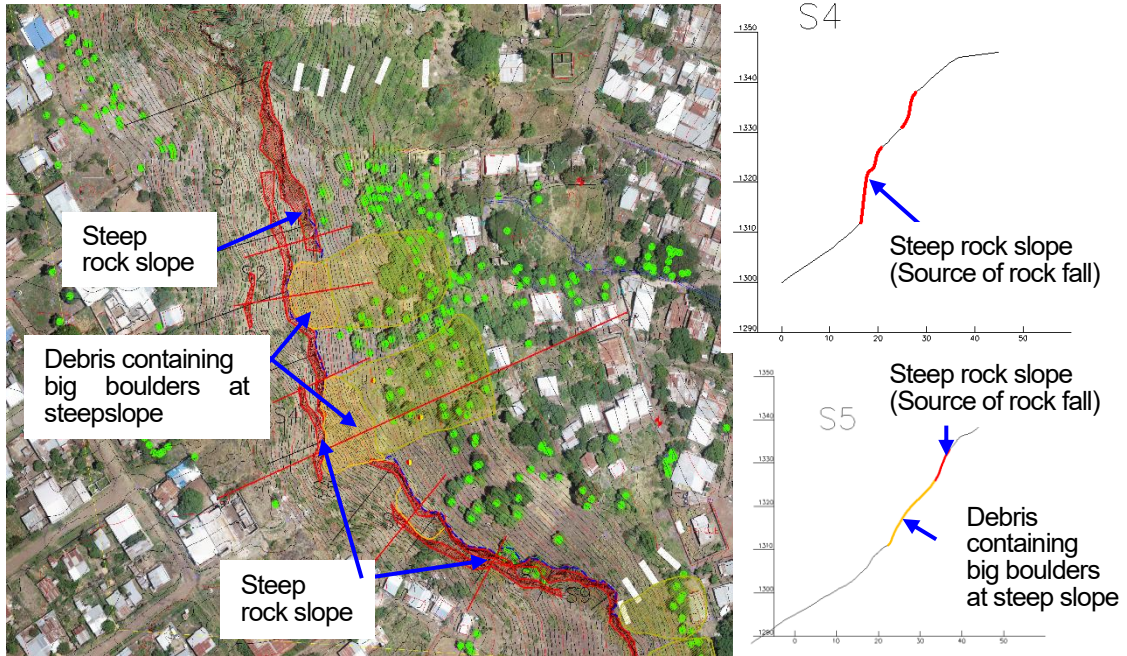 Steep
rock slope
Debris containing
big boulders at
steepslope
Steep
rock slope
S4
1350
1340
1330
1320
1310
1300
1290
0
10
20
30
40
50
Steep rock slope
(Source of rock fall)
S5
1350
1340
1330
1320
1310
1290
0
10
20
30
40
Steep rock slope
(Source of rock fall)
Debris
containing
big boulders
at steep slope